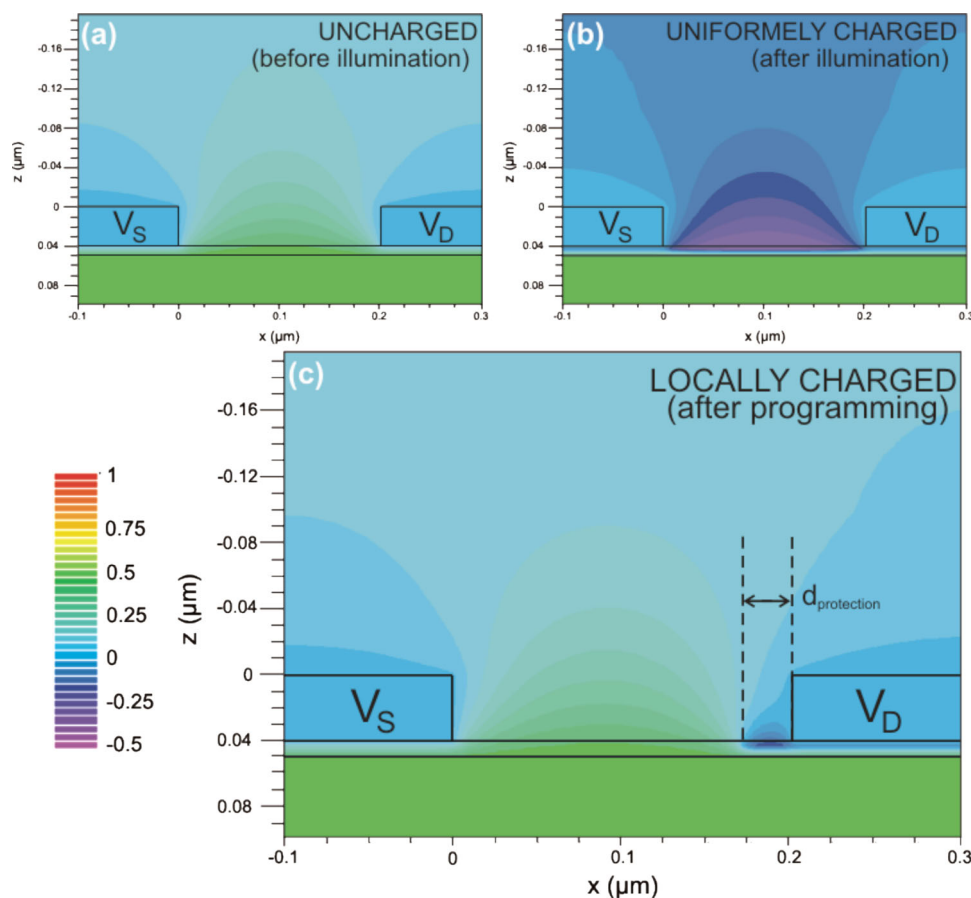 (a)
UNCHARGED
(before illumination)
-0.16
-0.12
-0.08
-0.04
0
0.04
0.08
z (µm)
V_S
V_D
-0.1
0
0.1
0.2
0.3
x (µm)
(b)
UNIFORMELY CHARGED
(after illumination)
-0.16
-0.12
-0.08
-0.04
0
0.04
0.08
z (µm)
V_S
V_D
-0.1
0
0.1
0.2
0.3
x (µm)
(c)
LOCALLY CHARGED
(after programming)
-0.16
-0.12
-0.08
-0.04
0
0.04
0.08
z (µm)
d_protection
V_S
V_D
-0.1
0
0.1
0.2
0.3
x (µm)
1
0.75
0.5
0.25
0
-0.25
-0.5